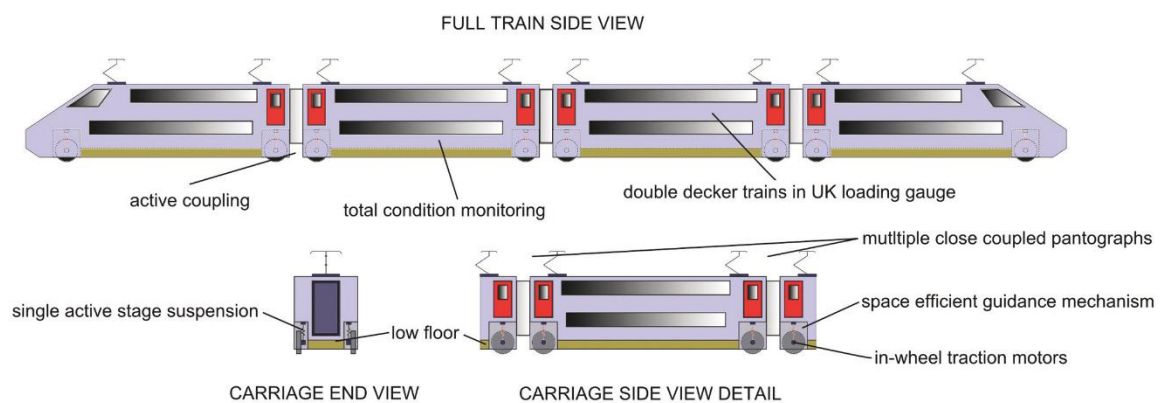 FULL TRAIN SIDE VIEW
active coupling
total condition monitoring
double decker trains in UK loading gauge
mutltiple close coupled pantographs
single active stage suspension
low floor
space efficient guidance mechanism
in-wheel traction motors
CARRIAGE END VIEW
CARRIAGE SIDE VIEW DETAIL